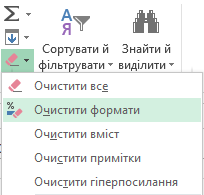 Сортувати й
фільтрувати
Знайти й
виділити
Очистити все
Очистити формати
Очистити вміст
Очистити примітки
Очистити гіперпосилання